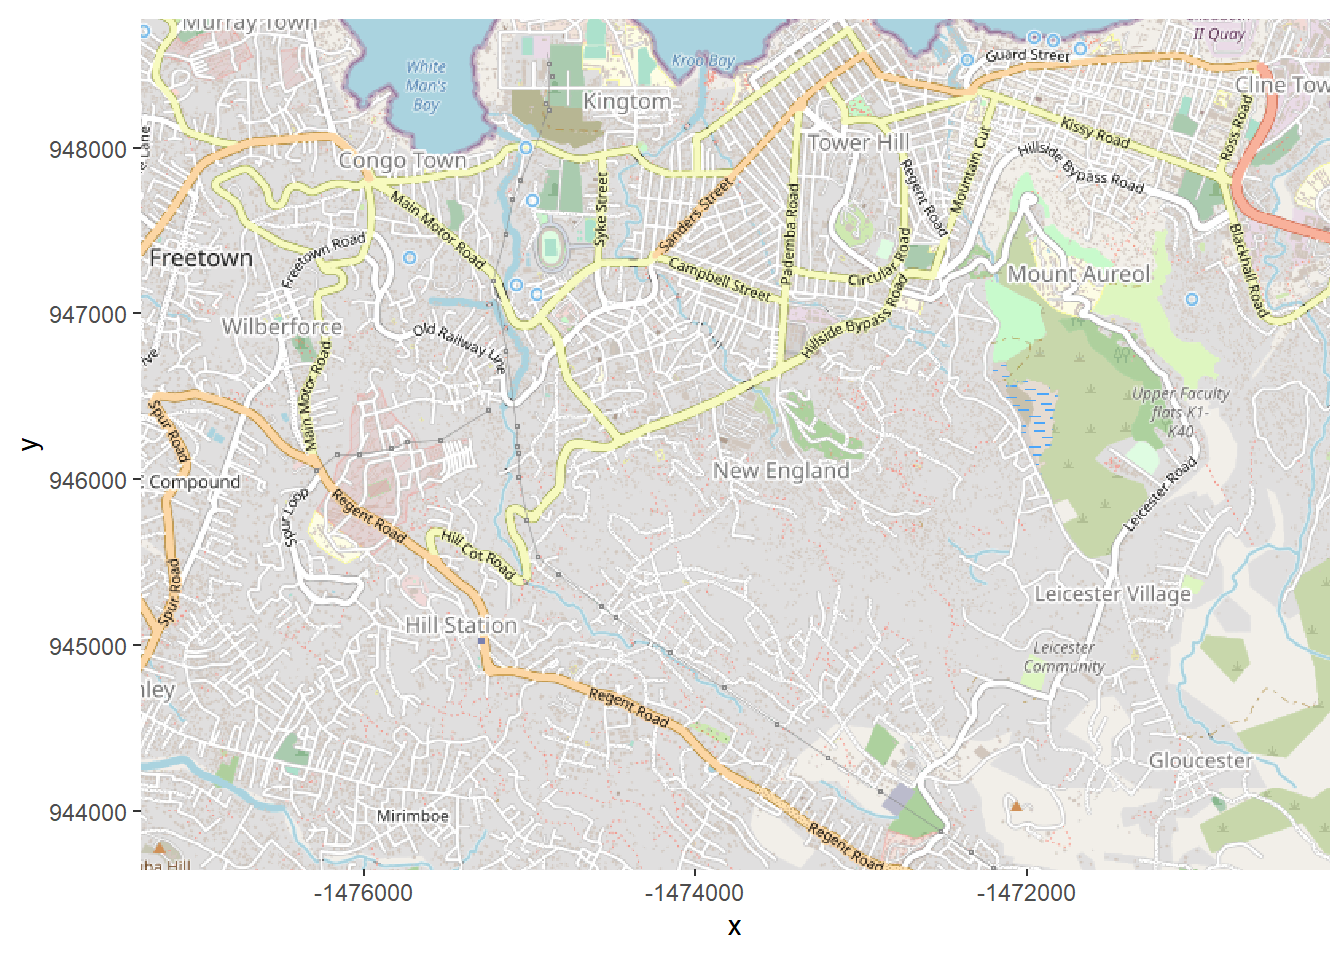 Murray Town
II Quay
White
Man's
Bay
Kroo Bay
Guard Street
Cline Tow
Kingtom
Ross Road
Kissy Road
948000
Lane
Congo Town
Tower Hill
Mountain Cut
Hillside Bypass Road
Regent Road
Main Motor Road
Syke Street
Sanders Street
Pademba Road
Freetown
Freetown Road
Campbell Street
Circular Road
Mount Aureol
Blackhall Road
947000
Wilberforce
Old Railway Line
Hillside Bypass Road
ve
Main Motor Road
Upper Faculty
flats K1-
K40
Spur Road
y
946000
Compound
New England
Leicester Road
Spur Loop
Regent Road
Hill Cot Road
Spur Road
Leicester Village
Hill Station
945000
Leicester
Community
nley
Regent Road
Gloucester
944000
Mirimboe
Regent Road
ba Hill
-1476000
-1474000
-1472000
x